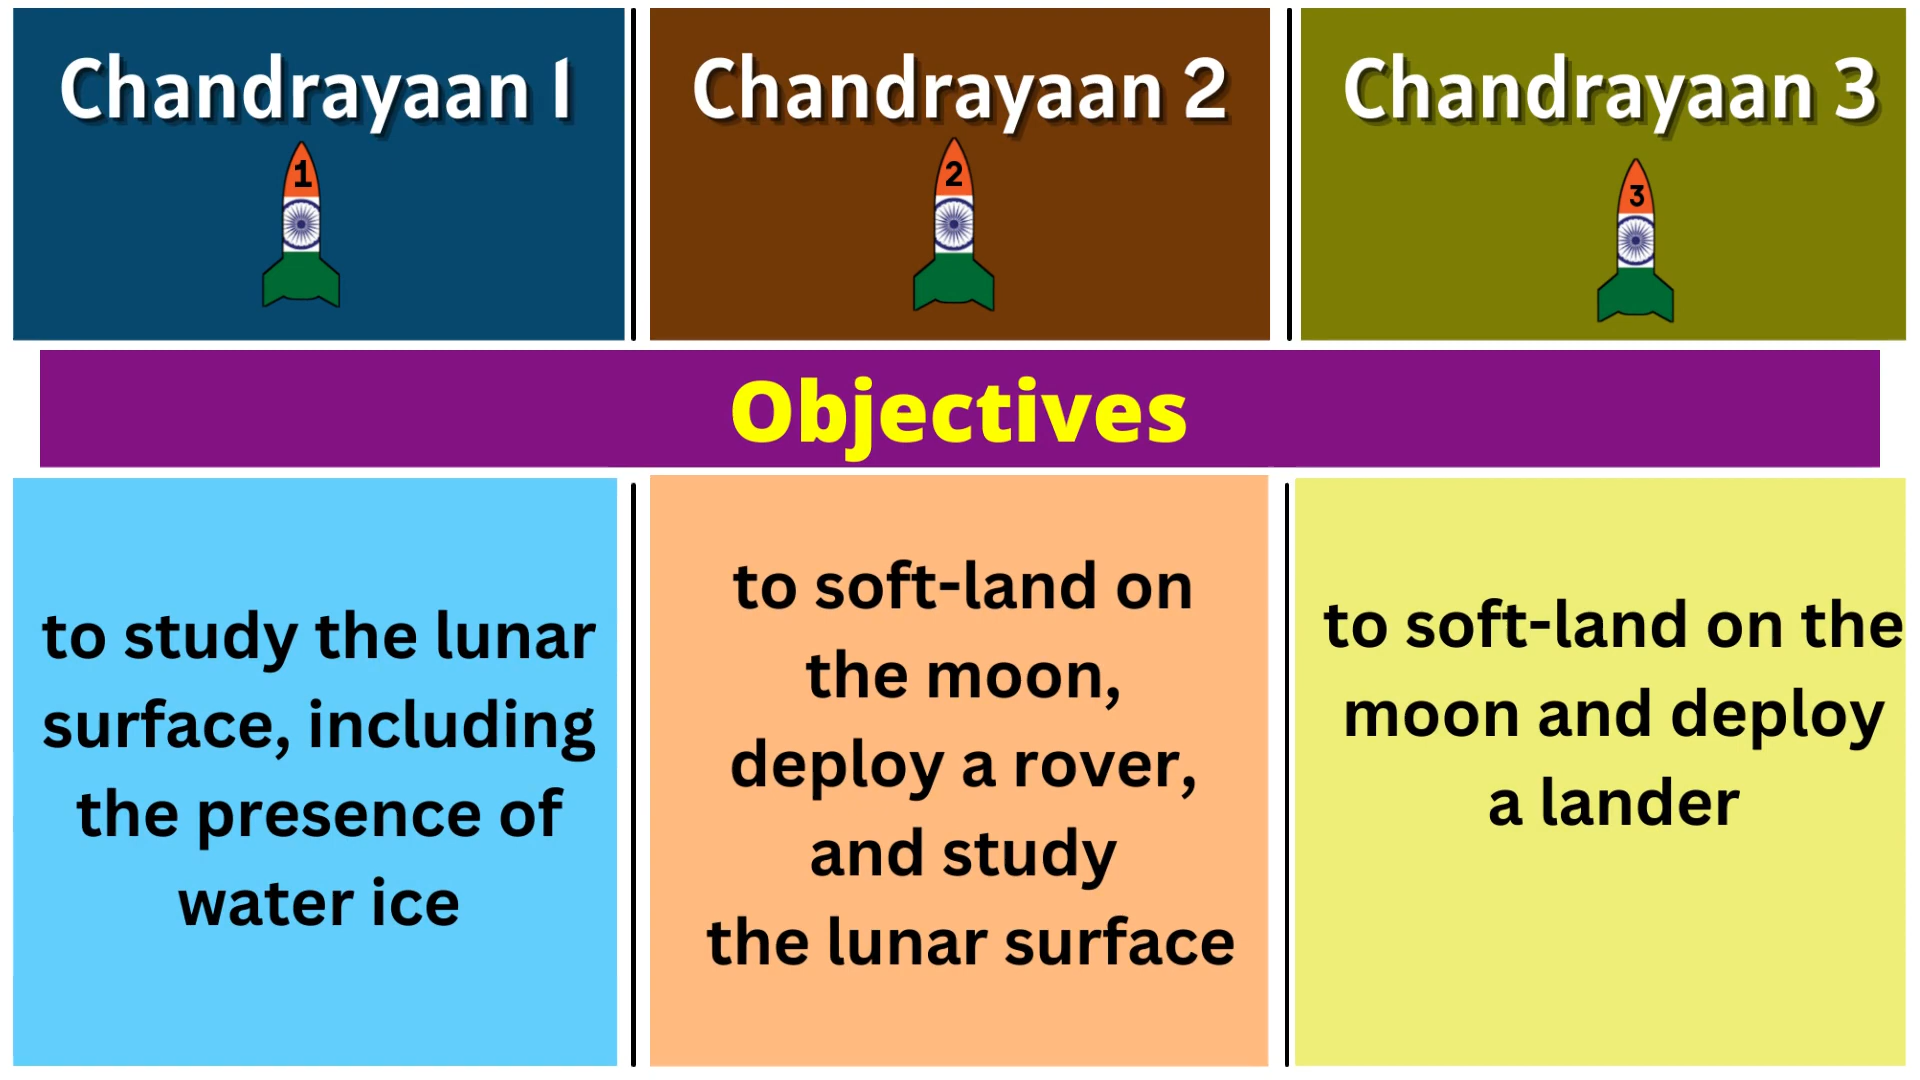 Chandrayaan 1
1
Chandrayaan 2
2
Chandrayaan 3
3
Objectives
to study the lunar
surface, including
the presence of
water ice
to soft-land on
the moon,
deploy a rover,
and study
the lunar surface
to soft-land on the
moon and deploy
a lander